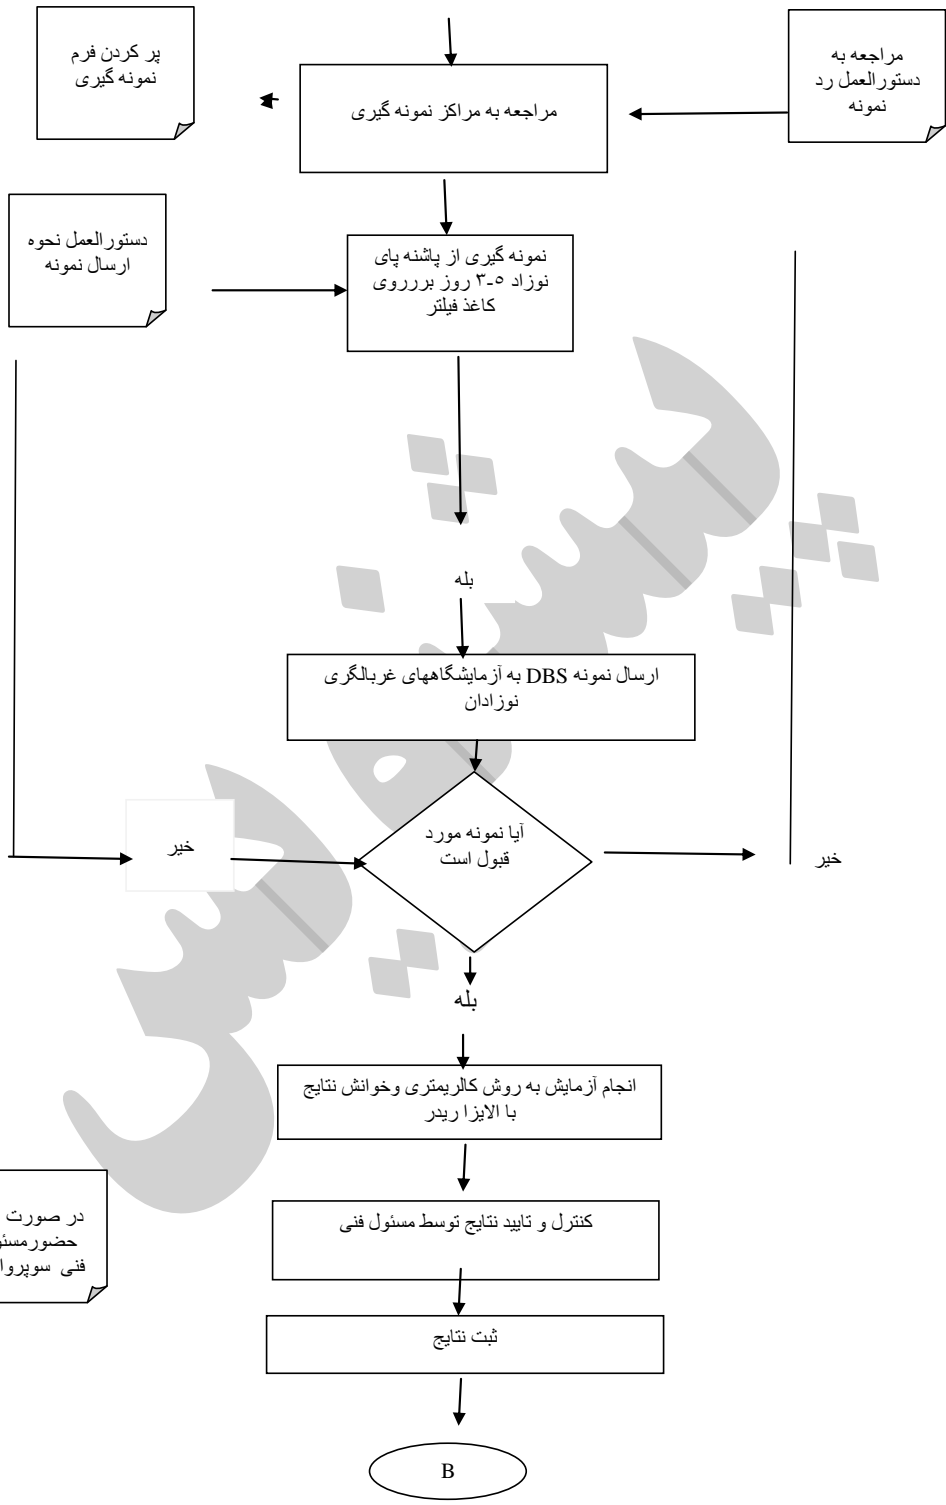 پر کردن فرم
نمونه گیری
مراجعه به
دستورالعمل رد
نمونه
مراجعه به مراکز نمونه گیری
دستورالعمل نحوه
ارسال نمونه
نمونه گیری از پاشنه پای
نوزاد ۵-۳ روز بررروی
کاغذ فیلتر
بله
ارسال نمونه DBS به آزمایشگاههای غربالگری
نوزادان
آیا نمونه مورد
قبول است
خیر
خیر
بله
انجام آزمایش به روش کالریمتری وخوانش نتایج
با الایزا ریدر
در صورت
فنی
کنترل و تایید نتایج توسط مسئول فنی
ثبت نتایج
B